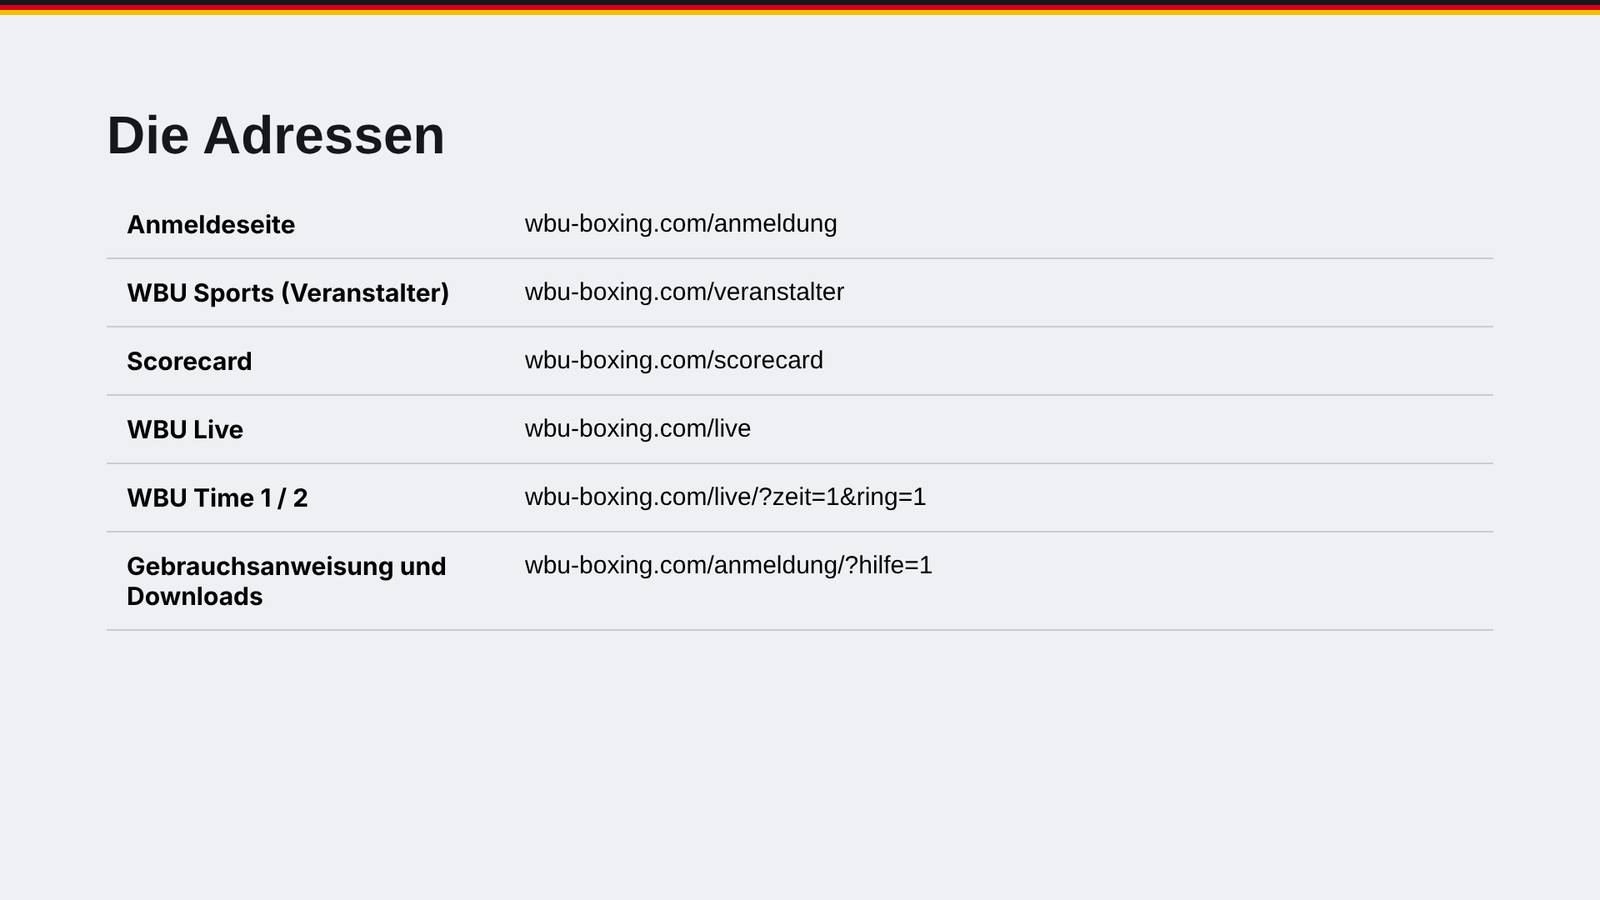 Die Adressen
Anmeldeseite wbu-boxing.com/anmeldung
WBU Sports (Veranstalter) wbu-boxing.com/veranstalter
Scorecard wbu-boxing.com/scorecard
WBU Live wbu-boxing.com/live
WBU Time 1 / 2 wbu-boxing.com/live/?zeit=1&ring=1
Gebrauchsanweisung und wbu-boxing.com/anmeldung/?hilfe=1
Downloads